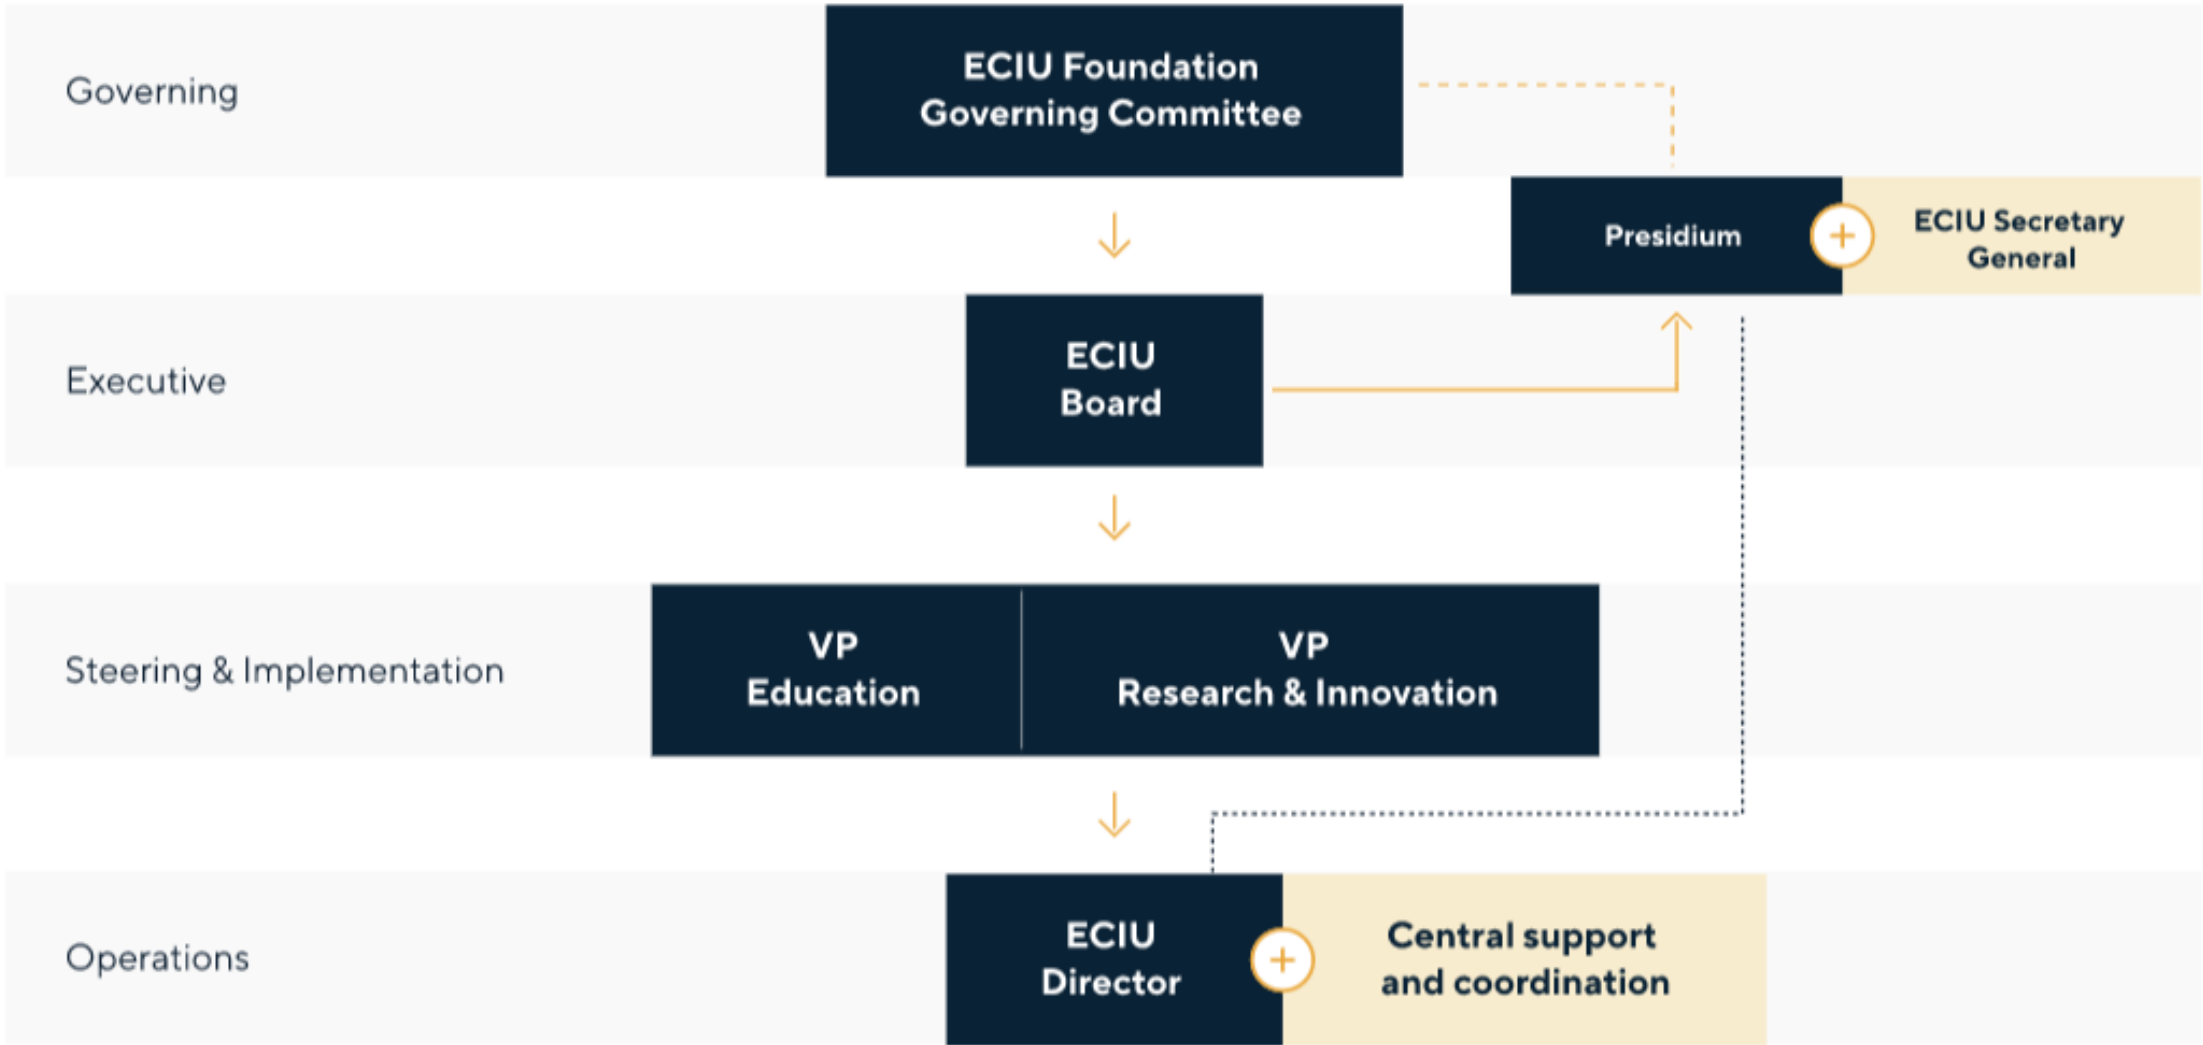 Governing
ECIU Foundation
Governing Committee
Presidium
ECIU Secretary
General
Executive
ECIU
Board
Steering & Implementation
VP
Education
VP
Research & Innovation
Operations
ECIU
Director
Central support
and coordination